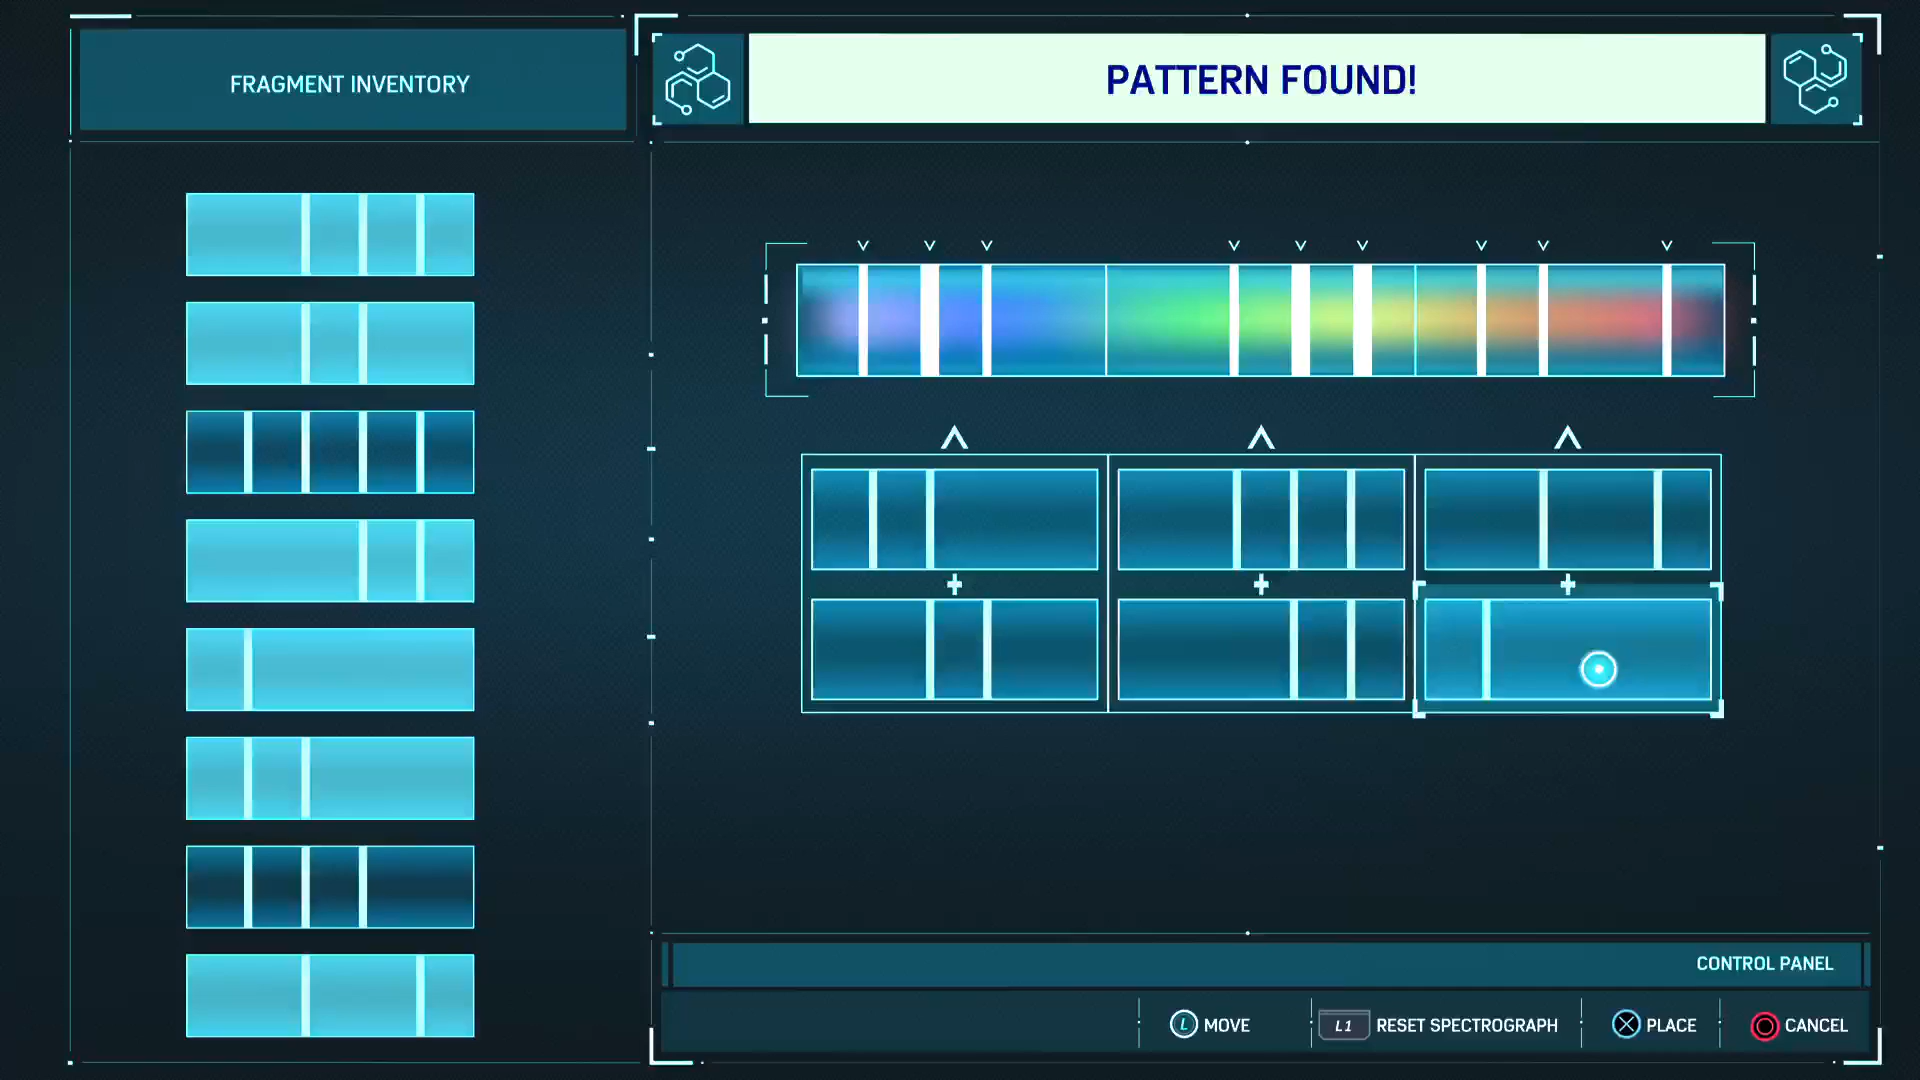 FRAGMENT INVENTORY
PATTERN FOUND!
CONTROL PANEL
L MOVE
L1 RESET SPECTROGRAPH
PLACE
CANCEL